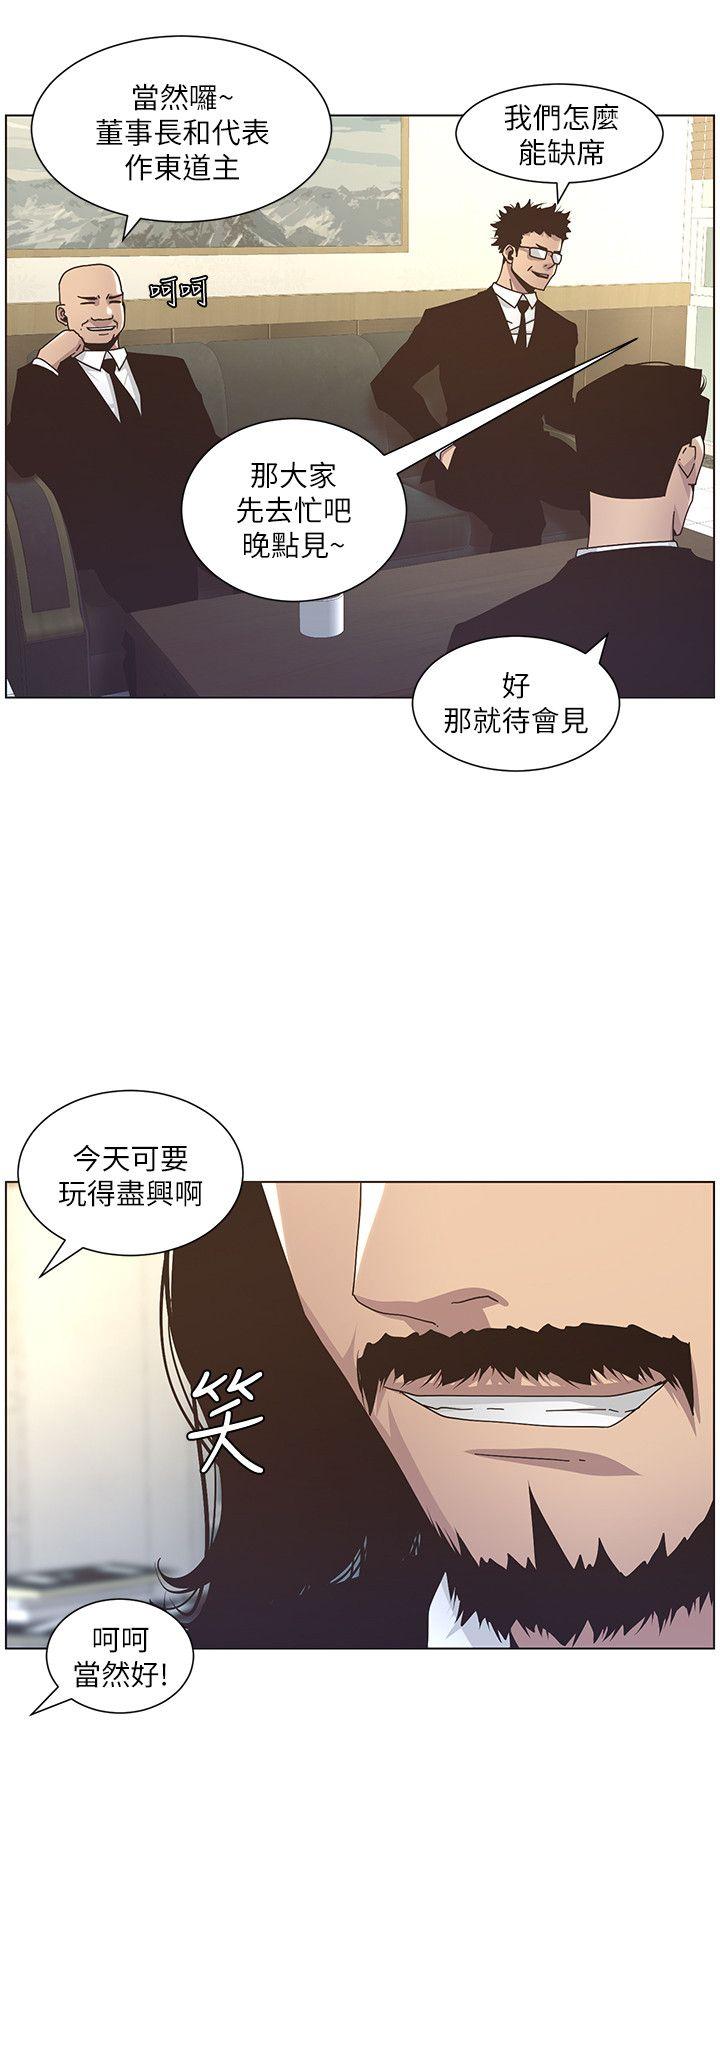 當然囉~
董事長和代表
作東道主
我們怎麼
能缺席
呵呵
那大家
先去忙吧
晚點見~
好
那就待會見
今天可要
玩得盡興啊
笑
呵呵
當然好!